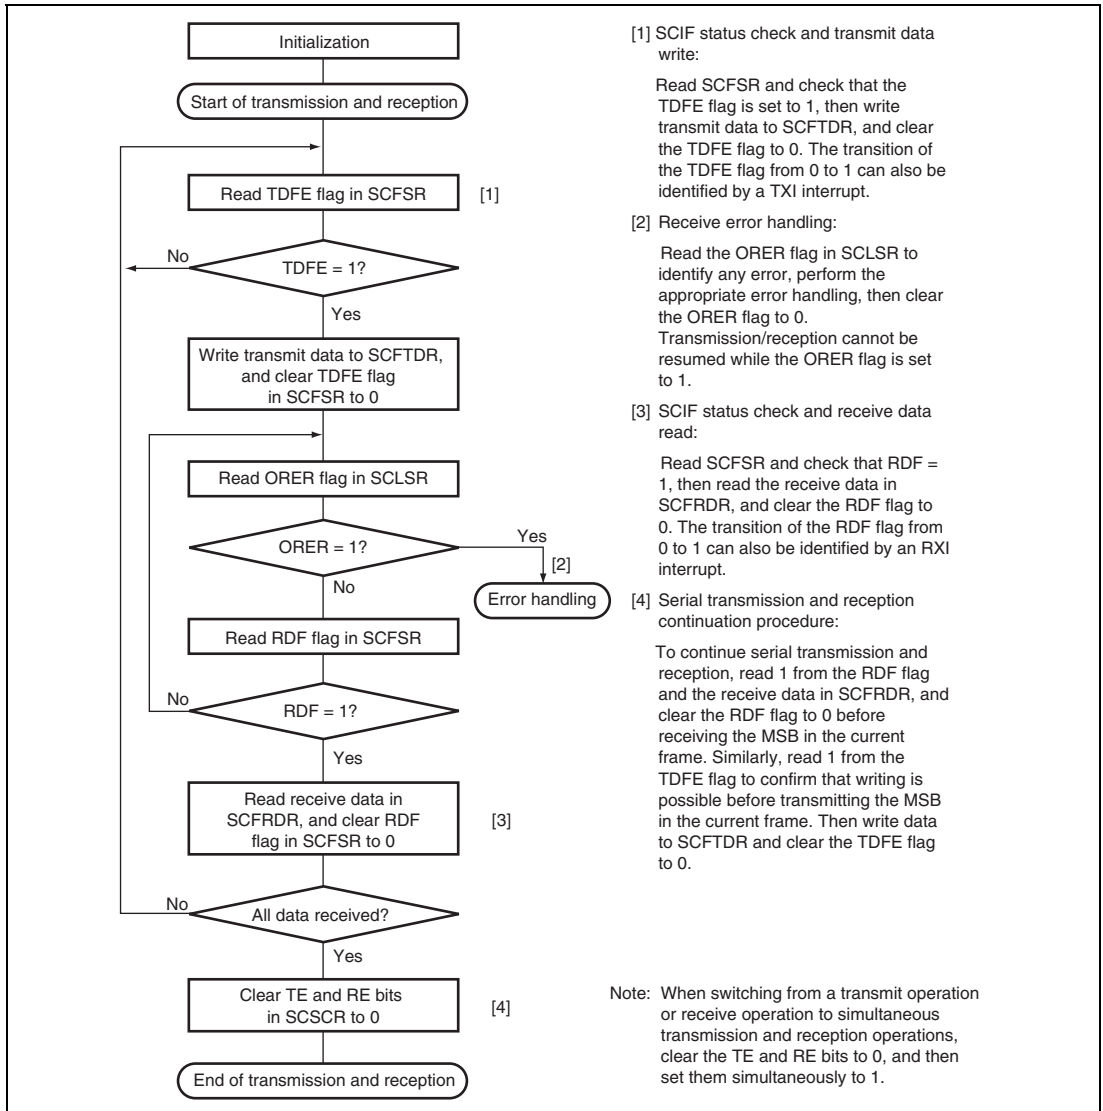 Initialization
Start of transmission and reception
Read TDFE flag in SCFSR
[1]
No
TDFE = 1?
Yes
Write transmit data to SCFTDR,
and clear TDFE flag
in SCFSR to 0
Read ORER flag in SCLSR
ORER = 1?
Yes
[2]
No
Error handling
Read RDF flag in SCFSR
No
RDF = 1?
Yes
Read receive data in
SCFRDR, and clear RDF
flag in SCFSR to 0
[3]
No
All data received?
Yes
Clear TE and RE bits
in SCSCR to 0
[4]
End of transmission and reception
[1] SCIF status check and transmit data
write:
Read SCFSR and check that the
TDFE flag is set to 1, then write
transmit data to SCFTDR, and clear
the TDFE flag to 0. The transition of
the TDFE flag from 0 to 1 can also be
identified by a TXI interrupt.
[2] Receive error handling:
Read the ORER flag in SCLSR to
identify any error, perform the
appropriate error handling, then clear
the ORER flag to 0.
Transmission/reception cannot be
resumed while the ORER flag is set
to 1.
[3] SCIF status check and receive data
read:
Read SCFSR and check that RDF =
1, then read the receive data in
SCFRDR, and clear the RDF flag to
0. The transition of the RDF flag from
0 to 1 can also be identified by an RXI
interrupt.
[4] Serial transmission and reception
continuation procedure:
To continue serial transmission and
reception, read 1 from the RDF flag
and the receive data in SCFRDR, and
clear the RDF flag to 0 before
receiving the MSB in the current
frame. Similarly, read 1 from the
TDFE flag to confirm that writing is
possible before transmitting the MSB
in the current frame. Then write data
to SCFTDR and clear the TDFE flag
to 0.
Note: When switching from a transmit operation
or receive operation to simultaneous
transmission and reception operations,
clear the TE and RE bits to 0, and then
set them simultaneously to 1.